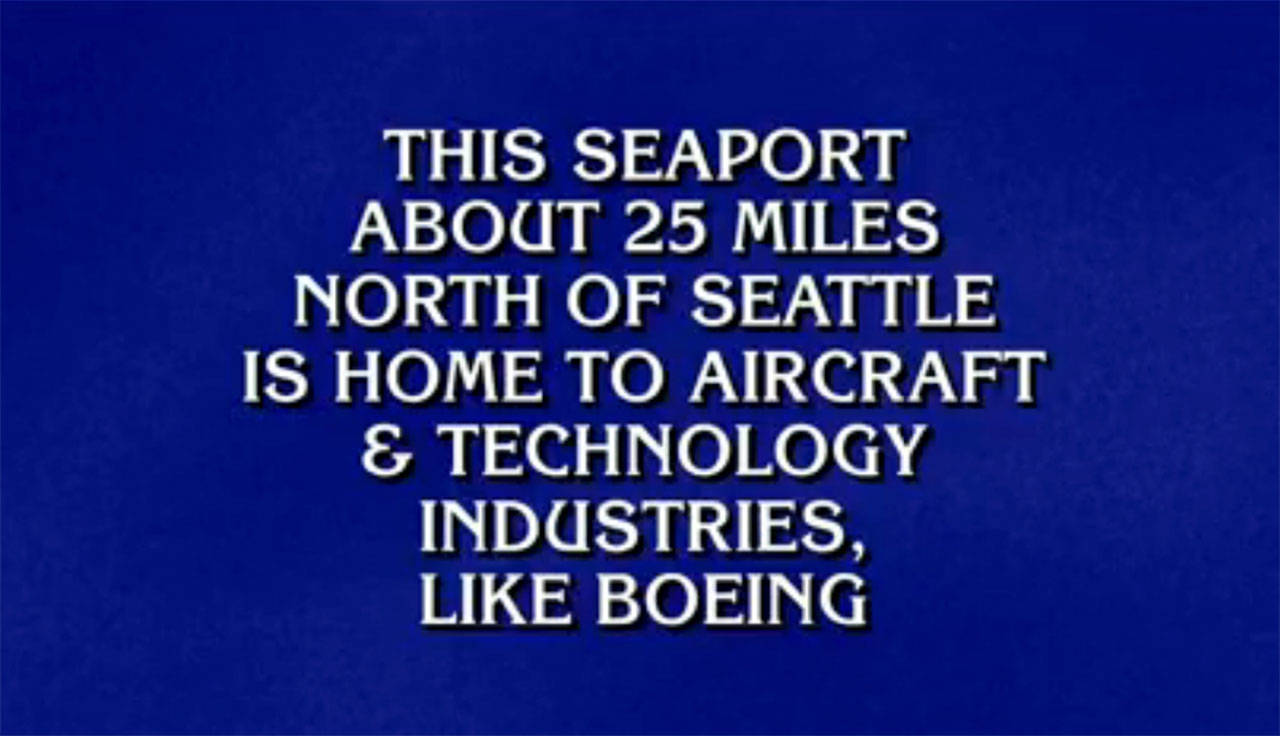 THIS SEAPORT
ABOUT 25 MILES
NORTH OF SEATTLE
IS HOME TO AIRCRAFT
& TECHNOLOGY
INDUSTRIES,
LIKE BOEING